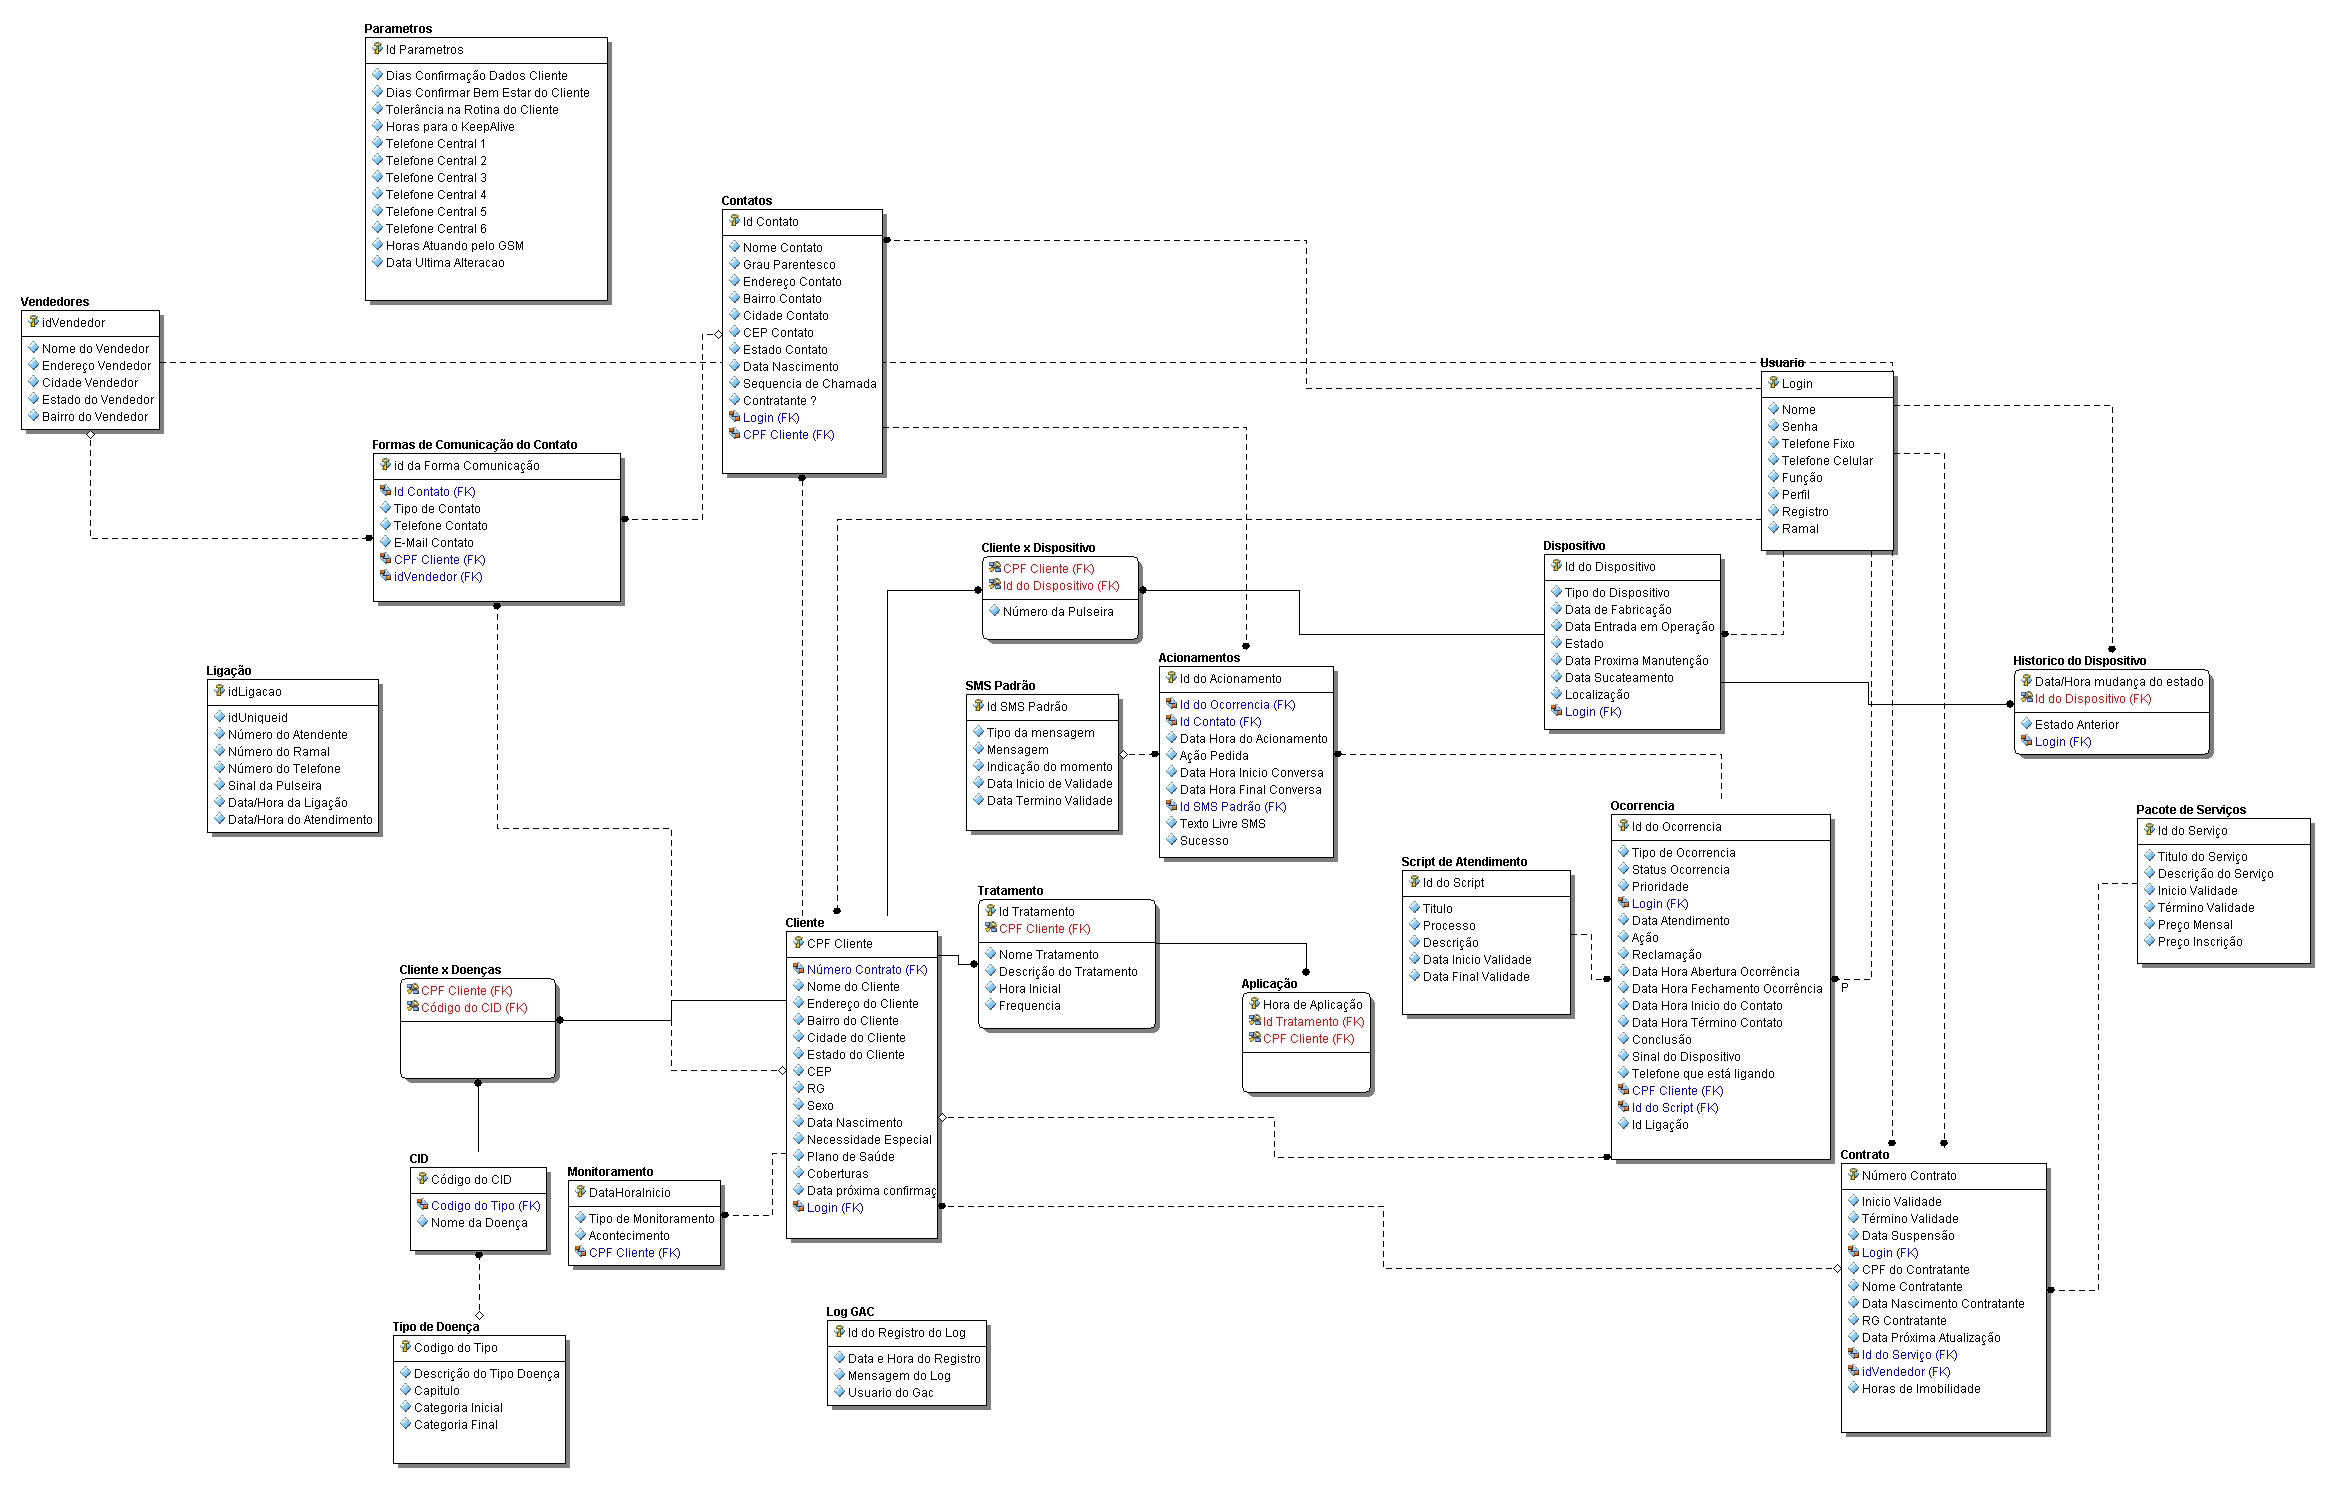 Parametros
Id Parametros
Dias Confirmação Dados Cliente
Dias Confirmar Bem Estar do Cliente
Tolerância na Rotina do Cliente
Horas para o KeepAlive
Telefone Central 1
Telefone Central 2
Telefone Central 3
Telefone Central 4
Telefone Central 5
Telefone Central 6
Horas Atuando pelo GSM
Data Ultima Alteracao
Contatos
Id Contato
Nome Contato
Grau Parentesco
Endereço Contato
Bairro Contato
Cidade Contato
CEP Contato
Estado Contato
Data Nascimento
Sequencia de Chamada
Contratante ?
Login (FK)
CPF Cliente (FK)
Vendedores
idVendedor
Nome do Vendedor
Endereço Vendedor
Cidade Vendedor
Estado do Vendedor
Bairro do Vendedor
Usuario
Login
Nome
Senha
Telefone Fixo
Telefone Celular
Função
Perfil
Registro
Ramal
Formas de Comunicação do Contato
id da Forma Comunicação
Id Contato (FK)
Tipo de Contato
Telefone Contato
E-Mail Contato
CPF Cliente (FK)
idVendedor (FK)
Cliente x Dispositivo
CPF Cliente (FK)
Id do Dispositivo (FK)
Número da Pulseira
Dispositivo
Id do Dispositivo
Tipo do Dispositivo
Data de Fabricação
Data Entrada em Operação
Estado
Data Proxima Manutenção
Data Sucateamento
Localização
Login (FK)
Ligação
idLigacao
idUniqueid
Número do Atendente
Número do Ramal
Número do Telefone
Sinal da Pulseira
Data/Hora da Ligação
Data/Hora do Atendimento
SMS Padrão
Id SMS Padrão
Tipo da mensagem
Mensagem
Indicação do momento
Data Inicio de Validade
Data Termino Validade
Acionamentos
Id do Acionamento
Id do Ocorrencia (FK)
Id Contato (FK)
Data Hora do Acionamento
Ação Pedida
Data Hora Inicio Conversa
Data Hora Final Conversa
Id SMS Padrão (FK)
Texto Livre SMS
Sucesso
Historico do Dispositivo
Data/Hora mudança do estado
Id do Dispositivo (FK)
Estado Anterior
Login (FK)
Ocorrencia
Id do Ocorrencia
Tipo de Ocorrencia
Status Ocorrencia
Prioridade
Login (FK)
Data Atendimento
Ação
Reclamação
Data Hora Abertura Ocorrência
Data Hora Fechamento Ocorrência
Data Hora Inicio do Contato
Data Hora Término Contato
Conclusão
Sinal do Dispositivo
Telefone que está ligando
CPF Cliente (FK)
Id do Script (FK)
Id Ligação
P
Pacote de Serviços
Id do Serviço
Titulo do Serviço
Descrição do Serviço
Inicio Validade
Término Validade
Preço Mensal
Preço Inscrição
Script de Atendimento
Id do Script
Titulo
Processo
Descrição
Data Inicio Validade
Data Final Validade
Tratamento
Id Tratamento
CPF Cliente (FK)
Nome Tratamento
Descrição do Tratamento
Hora Inicial
Frequencia
Cliente
CPF Cliente
Número Contrato (FK)
Nome do Cliente
Endereço do Cliente
Bairro do Cliente
Cidade do Cliente
Estado do Cliente
CEP
RG
Sexo
Data Nascimento
Necessidade Especial
Plano de Saúde
Coberturas
Data próxima confirmaç
Login (FK)
Cliente x Doenças
CPF Cliente (FK)
Código do CID (FK)
Aplicação
Hora de Aplicação
Id Tratamento (FK)
CPF Cliente (FK)
CID
Código do CID
Codigo do Tipo (FK)
Nome da Doença
Monitoramento
DataHoraInicio
Tipo de Monitoramento
Acontecimento
CPF Cliente (FK)
Contrato
Número Contrato
Inicio Validade
Término Validade
Data Suspensão
Login (FK)
CPF do Contratante
Nome Contratante
Data Nascimento Contratante
RG Contratante
Data Próxima Atualização
Id do Serviço (FK)
idVendedor (FK)
Horas de Imobilidade
Log GAC
Id do Registro do Log
Data e Hora do Registro
Mensagem do Log
Usuario do Gac
Tipo de Doença
Codigo do Tipo
Descrição do Tipo Doença
Capitulo
Categoria Inicial
Categoria Final